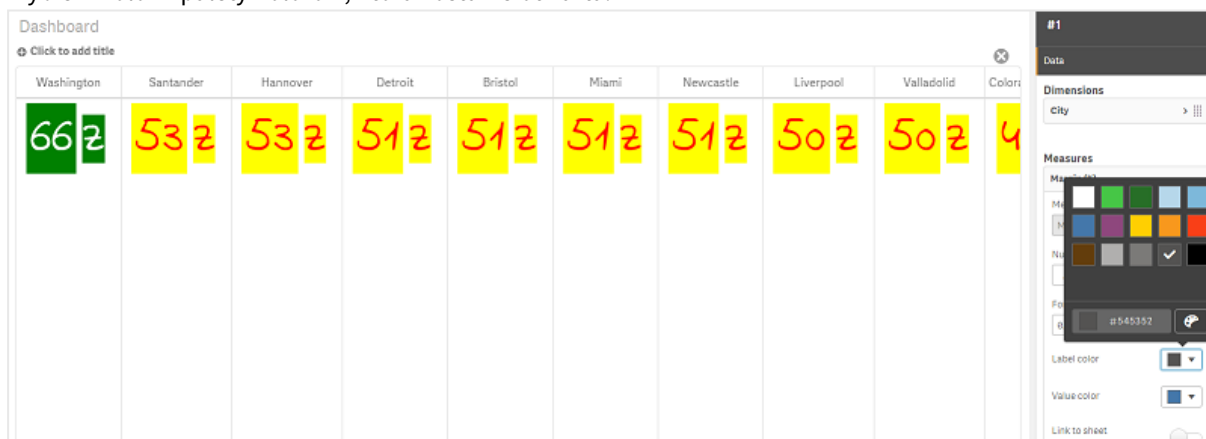 Dashboard
Click to add title
Washington Santander Hannover Detroit Bristol Miami Newcastle Liverpool Valladolid
66 z 53 z 53 z 51 z 51 z 51 z 51 z 50 z 50 z
#1
Data
Dimensions
City
Measures
#545352
Label color
Value color
Link to sheet